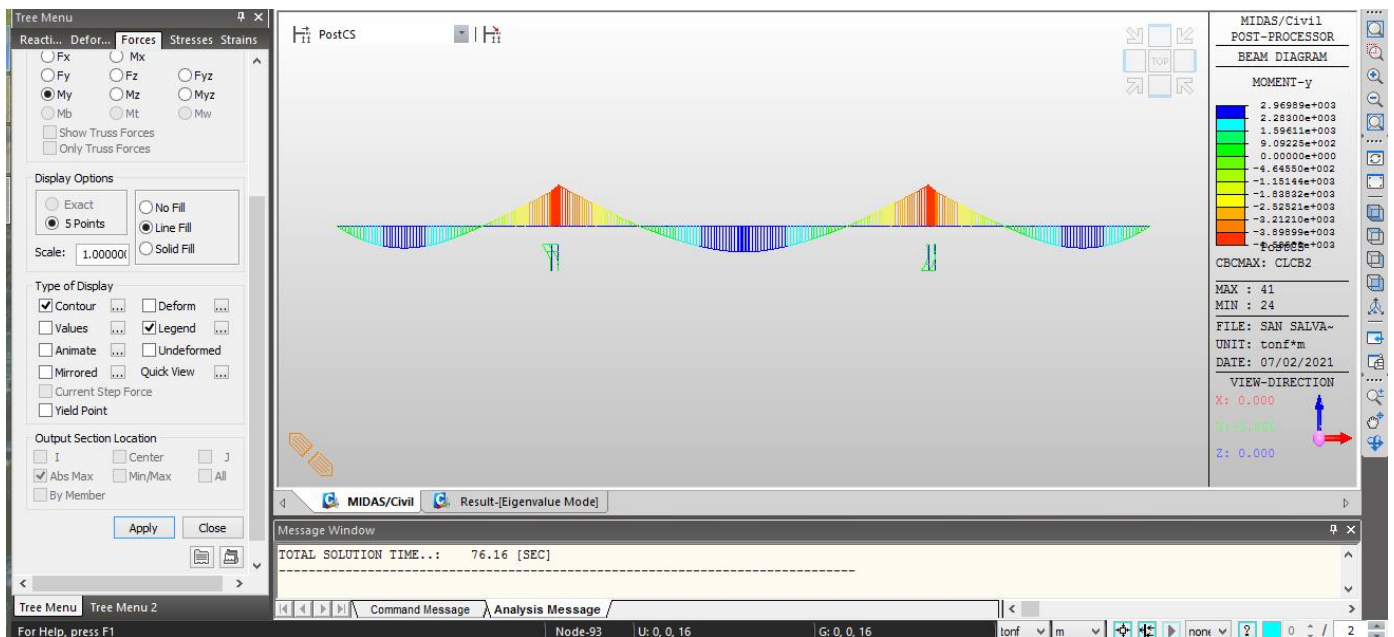 Tree Menu
Reacti... Defor... Forces Stresses Strains
Fx Mx
Fy Fz Fyz
My Mz Myz
Mb Mt Mw
Show Truss Forces
Only Truss Forces
Display Options
Exact
5 Points
No Fill
Line Fill
Solid Fill
Scale: 1.00000
Type of Display
Contour ... Deform ...
Values ... Legend ...
Animate ... Undeformed
Mirrored ... Quick View ...
Current Step Force
Yield Point
Output Section Location
I Center J
Abs Max Min/Max All
By Member
Apply Close
Tree Menu Tree Menu 2
For Help, press F1
PostCS
TOP
MIDAS/Civil
POST-PROCESSOR
BEAM DIAGRAM
MOMENT-y
2.96989e+003
2.28300e+003
1.59611e+003
9.09225e+002
0.00000e+000
-4.64550e+002
-1.15144e+003
-1.83832e+003
-2.52521e+003
-3.21210e+003
-3.89899e+003
PostCS
CBCMAX: CLCB2
MAX : 41
MIN : 24
FILE: SAN SALVA~
UNIT: tonf*m
DATE: 07/02/2021
VIEW-DIRECTION
X: 0.000
Z: 0.000
MIDAS/Civil Result-[Eigenvalue Mode]
Message Window
TOTAL SOLUTION TIME..: 76.16 [SEC]
Command Message Analysis Message
Node-93 U: 0, 0, 16 G: 0, 0, 16 tonf m none ? 0 / 2